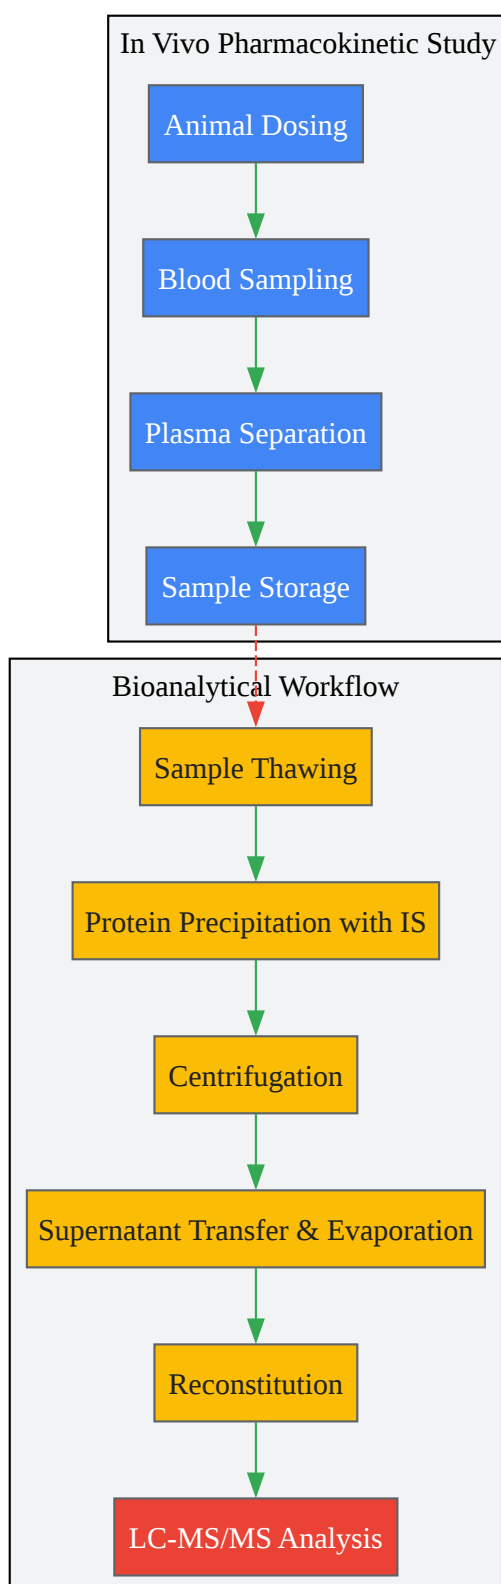 In Vivo Pharmacokinetic Study
Animal Dosing
Blood Sampling
Plasma Separation
Sample Storage
Bioanalytical Workflow
Sample Thawing
Protein Precipitation with IS
Centrifugation
Supernatant Transfer & Evaporation
Reconstitution
LC-MS/MS Analysis